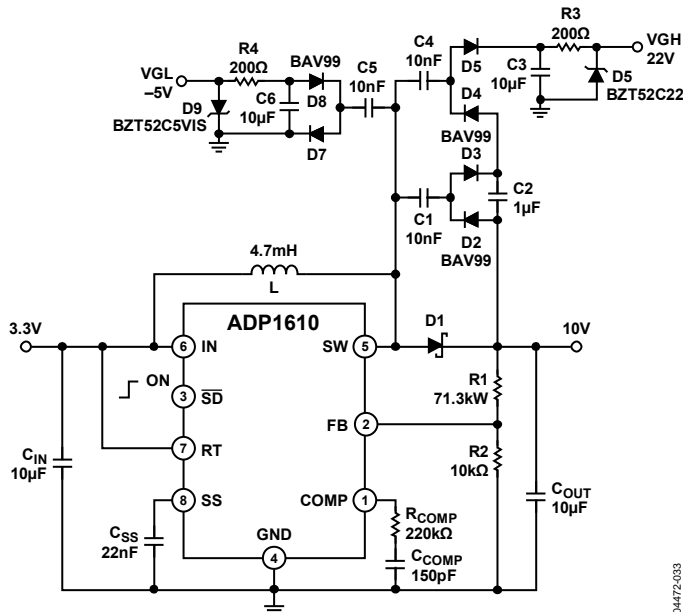 R3
200Ω
VGH
22V
C4
10nF
D5
C3
10µF
D5
BZT52C22
R4
200Ω
BAV99
C5
10nF
VGL
–5V
D8
C6
10µF
D9
BZT52C5VIS
D7
D4
BAV99
D3
C2
1µF
C1
10nF
D2
BAV99
4.7mH
L
ADP1610
3.3V
6
IN
SW
5
D1
10V
ON
3
SD
R1
71.3kW
FB
2
7
RT
R2
10kΩ
CIN
10µF
8
SS
COMP
1
COUT
10µF
RCOMP
220kΩ
CSS
22nF
GND
4
CCOMP
150pF
04472-033